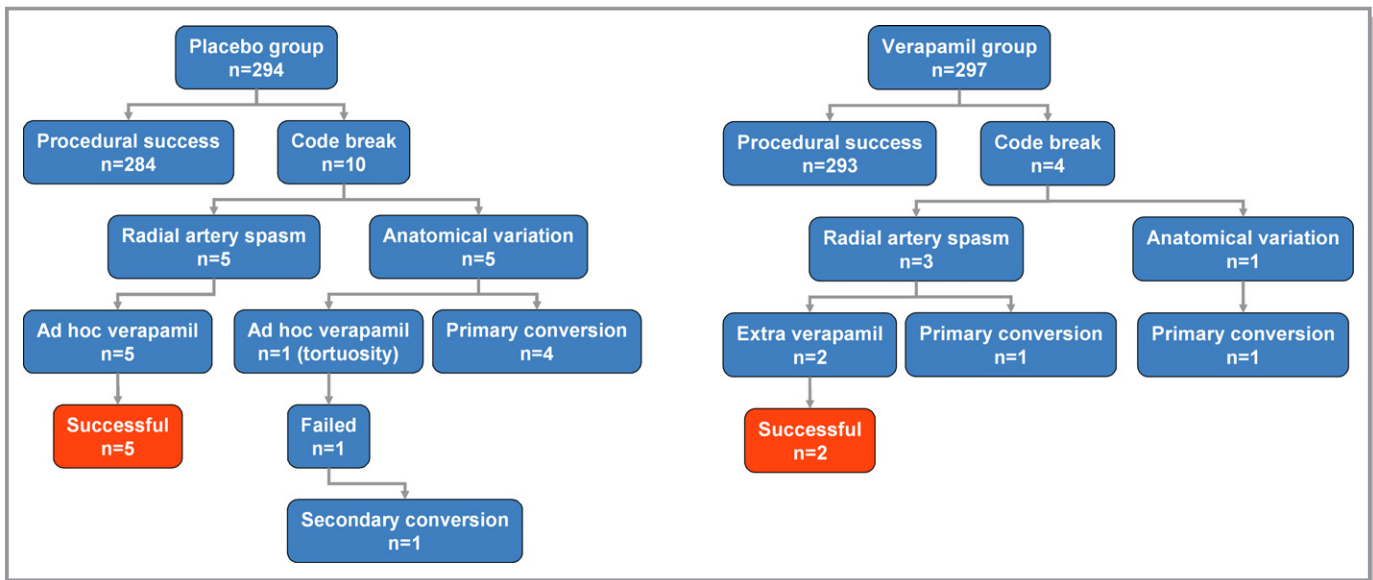 Placebo group
n=294
Procedural success
n=284
Code break
n=10
Radial artery spasm
n=5
Anatomical variation
n=5
Ad hoc verapamil
n=5
Ad hoc verapamil
n=1 (tortuosity)
Primary conversion
n=4
Successful
n=5
Failed
n=1
Secondary conversion
n=1
Verapamil group
n=297
Procedural success
n=293
Code break
n=4
Radial artery spasm
n=3
Anatomical variation
n=1
Extra verapamil
n=2
Primary conversion
n=1
Primary conversion
n=1
Successful
n=2